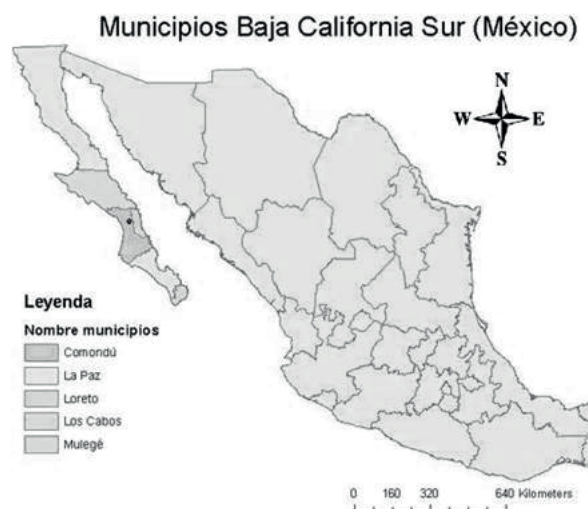 Municipios Baja California Sur (México)
N
W E
S
Leyenda
Nombre municipios
Comondú
La Paz
Loreto
Los Cabos
Mulegé
0 160 320 640 Kilometers